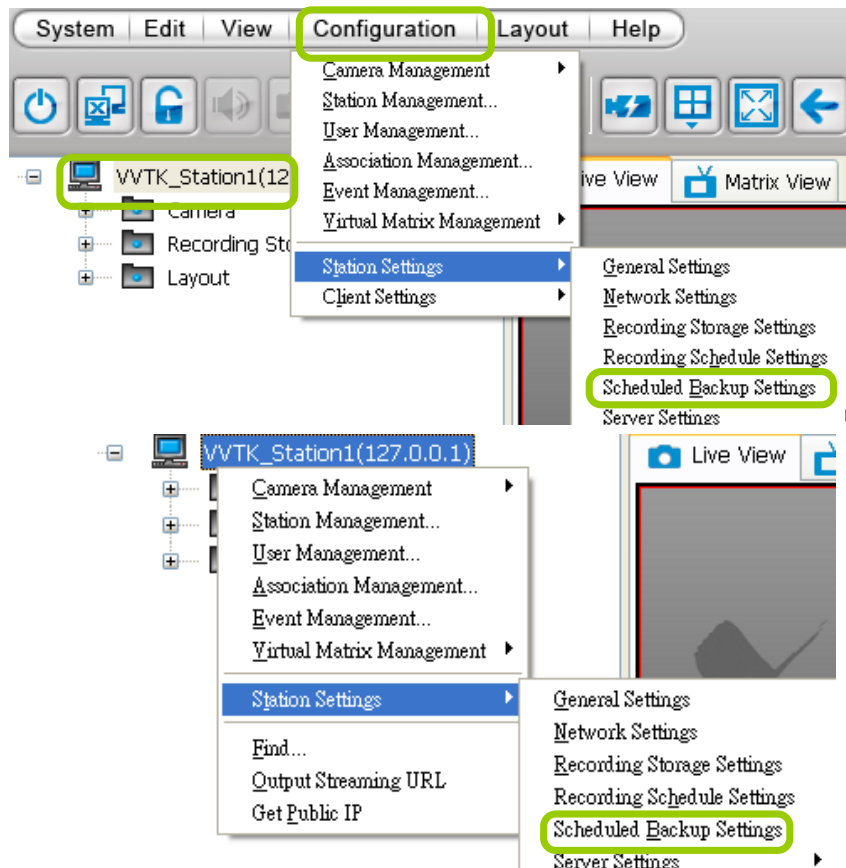 System Edit View Configuration Layout Help
Camera Management
Station Management...
User Management...
Association Management...
Event Management...
Virtual Matrix Management
Station Settings
Client Settings
VVTK_Station1(12
Camera
Recording Sto
Layout
ive View Matrix View
General Settings
Network Settings
Recording Storage Settings
Recording Schedule Settings
Scheduled Backup Settings
Server Settings
VVTK_Station1(127.0.0.1)
Live View
Camera Management
Station Management...
User Management...
Association Management...
Event Management...
Virtual Matrix Management
Station Settings
Find...
Output Streaming URL
Get Public IP
General Settings
Network Settings
Recording Storage Settings
Recording Schedule Settings
Scheduled Backup Settings
Server Settings